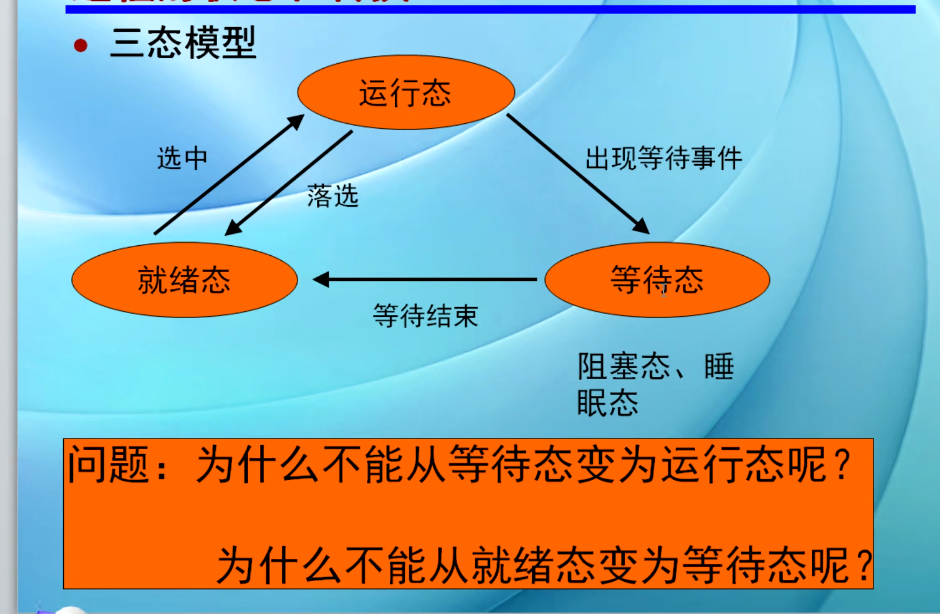 三态模型
运行态
选中
出现等待事件
落选
就绪态
等待态
等待结束
阻塞态、睡
眠态
问题：为什么不能从等待态变为运行态呢？
为什么不能从就绪态变为等待态呢？